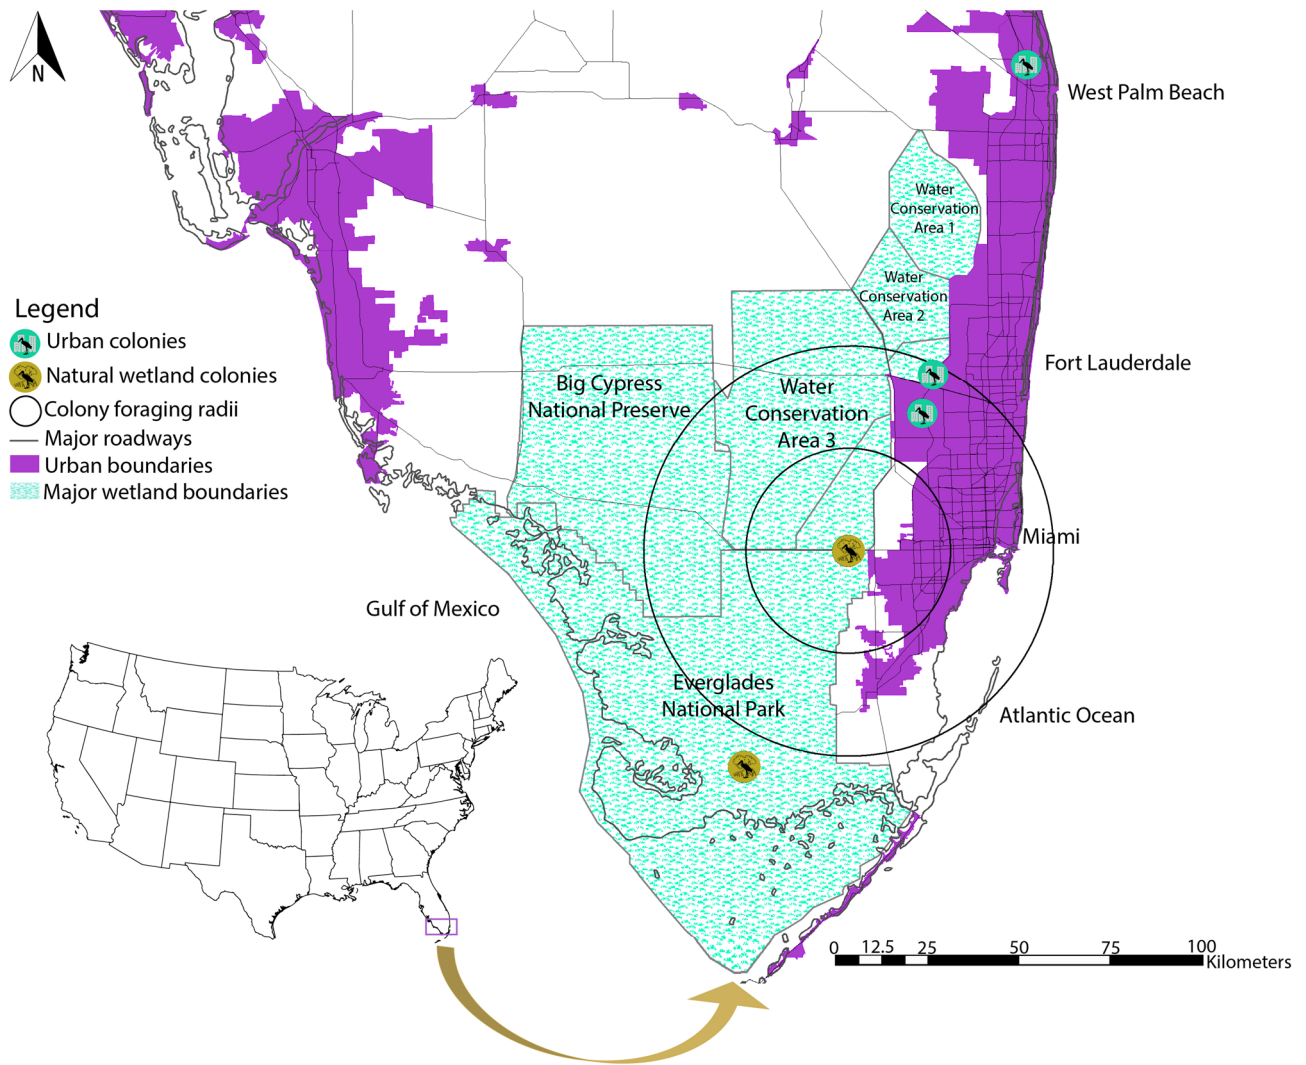 N
West Palm Beach
Water
Conservation
Area 1
Water
Conservation
Area 2
Legend
Urban colonies
Natural wetland colonies
Colony foraging radii
Major roadways
Urban boundaries
Major wetland boundaries
Fort Lauderdale
Big Cypress
National Preserve
Water
Conservation
Area 3
Miami
Gulf of Mexico
Everglades
National Park
Atlantic Ocean
0 12.5 25 50 75 100
Kilometers